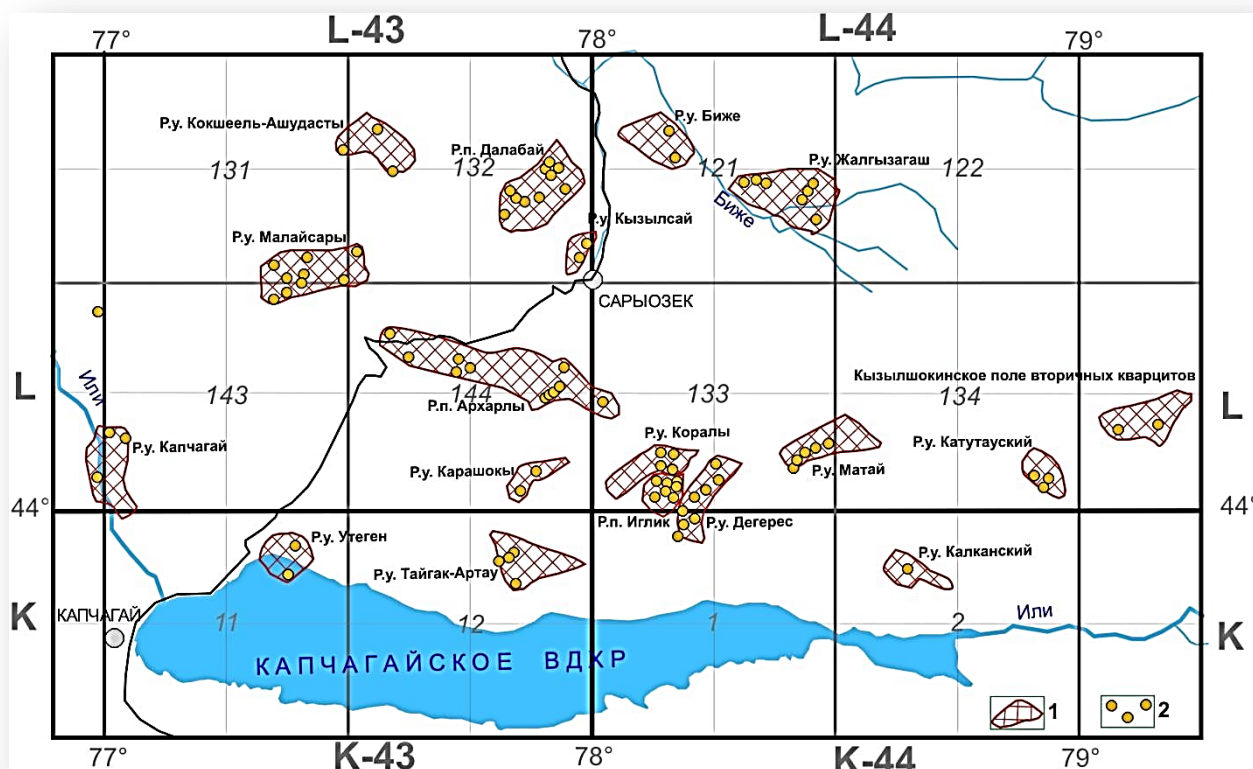 L-43
L-44
77°
78°
79°
Р.у. Кокшеель-Ашудасты
Р.у. Биже
Р.п. Далабай
Р.у. Жалгызагаш
131
132
121
122
Биже
Р.у. Кызылсай
Р.у. Малайсары
САРЫОЗЕК
Или
L
143
144
133
134
Кызылшокинское поле вторичных кварцитов
L
Р.п. Архарлы
Р.у. Капчагай
Р.у. Коралы
Р.у. Катутауский
Р.у. Карашокы
Р.у. Матай
44°
44°
Р.п. Иглик
Р.у. Дегерес
Р.у. Утеген
Р.у. Тайгак-Артау
Р.у. Калканский
КАПЧАГАЙ
K
11
12
1
2
Или
K
КАПЧАГАЙСКОЕ ВДХР
1
2
77°
78°
79°
K-43
K-44